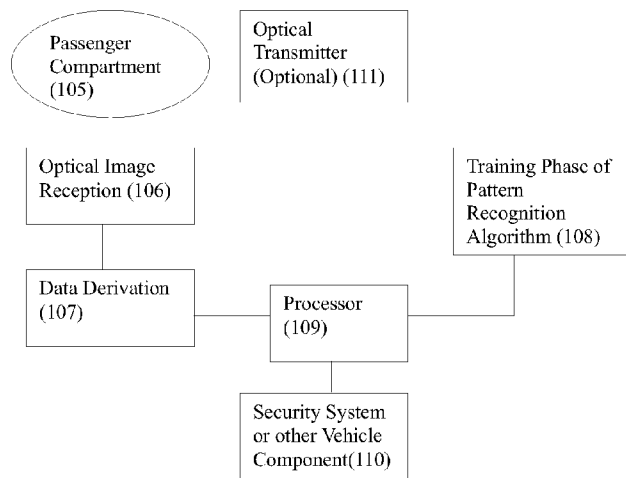 Passenger
Compartment
(105)
Optical
Transmitter
(Optional) (111)
Optical Image
Reception (106)
Training Phase of
Pattern
Recognition
Algorithm (108)
Data Derivation
(107)
Processor
(109)
Security System
or other Vehicle
Component(110)